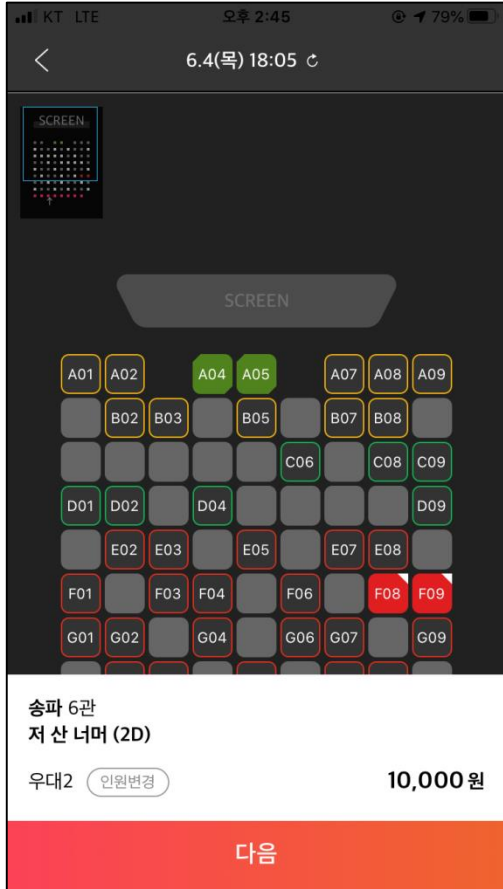 KT LTE 오후 2:45 79%
6.4(목) 18:05
SCREEN
SCREEN
A01 A02 A04 A05 A07 A08 A09
B02 B03 B05 B07 B08
C06 C08 C09
D01 D02 D04 D09
E02 E03 E05 E07 E08
F01 F03 F04 F06 F08 F09
G01 G02 G04 G06 G07 G09
송파 6관
저 산 너머 (2D)
우대2 인원변경 10,000원
다음